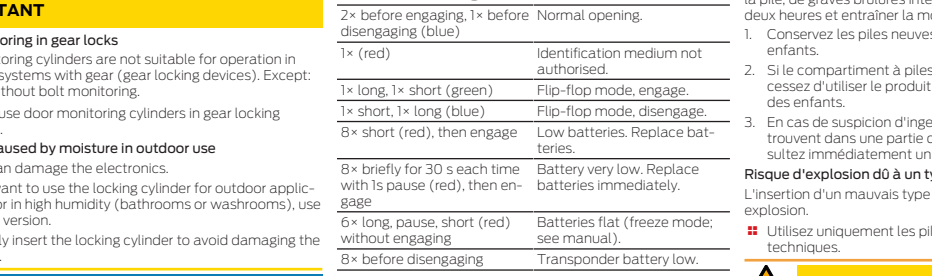 TANT
oring in gear locks
toring cylinders are not suitable for operation in
systems with gear (gear locking devices). Except:
thout bolt monitoring.
use door monitoring cylinders in gear locking
aused by moisture in outdoor use
an damage the electronics.
ant to use the locking cylinder for outdoor applic-
or in high humidity (bathrooms or washrooms), use
version.
ly insert the locking cylinder to avoid damaging the
2× before engaging, 1× before disengaging (blue) Normal opening.
1× (red) Identification medium not
authorised.
1× long, 1× short (green) Flip-flop mode, engage.
1× short, 1× long (blue) Flip-flop mode, disengage.
8× short (red), then engage Low batteries. Replace bat-
teries.
8× briefly for 30 s each time Battery very low. Replace
with 1s pause (red), then en- batteries immediately.
gage
6× long, pause, short (red) Batteries flat (freeze mode;
without engaging see manual).
8× before disengaging Transponder battery low.
la pile, de graves brûlures inte
deux heures et entraîner la mo
1. Conservez les piles neuves
enfants.
2. Si le compartiment à piles
cessez d'utiliser le produit
des enfants.
3. En cas de suspicion d'inge
trouvent dans une partie d
sultez immédiatement un
Risque d'explosion dû à un ty
L'insertion d'un mauvais type
explosion.
Utilisez uniquement les pil
techniques.